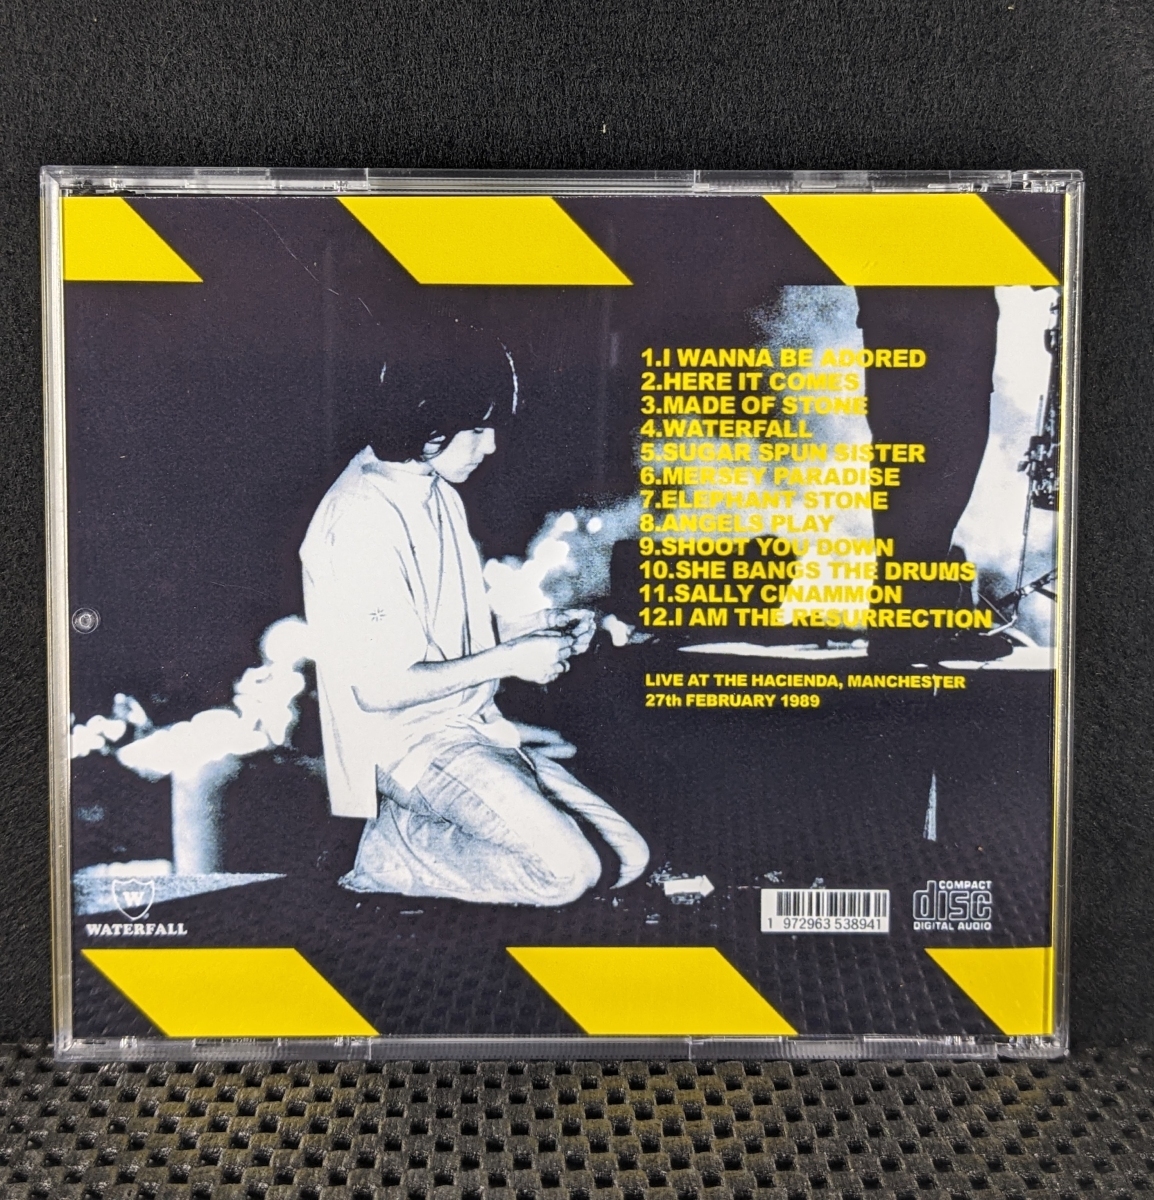 1.I WANNA BE ADORED
2.HERE IT COMES
3.MADE OF STONE
4.WATERFALL
5.SUGAR SPUN SISTER
6.MERSEY PARADISE
7.ELEPHANT STONE
8.ANGELS PLAY
9.SHOOT YOU DOWN
10.SHE BANGS THE DRUMS
11.SALLY CINAMMON
12.I AM THE RESURRECTION
LIVE AT THE HACIENDA, MANCHESTER
27th FEBRUARY 1989
W
WATERFALL
1 972963 538941
COMPACT
disc
DIGITAL AUDIO